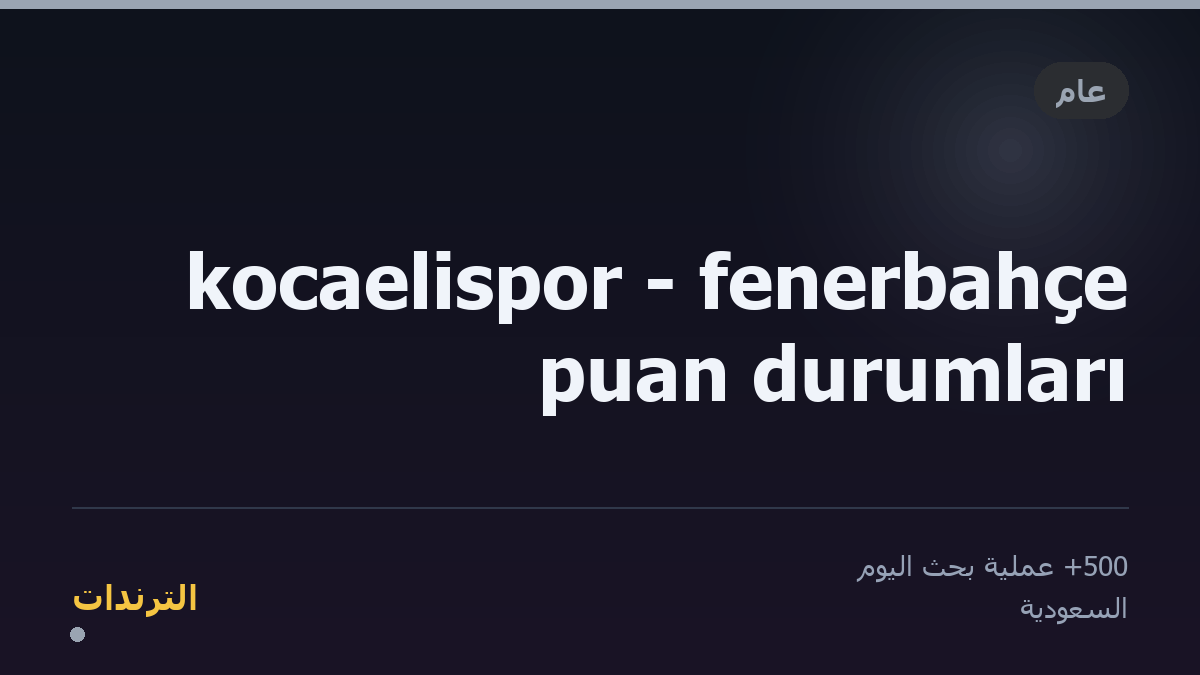 عام
kocaelispor - fenerbahçe
puan durumları
+500 عملية بحث اليوم
السعودية
الترندات